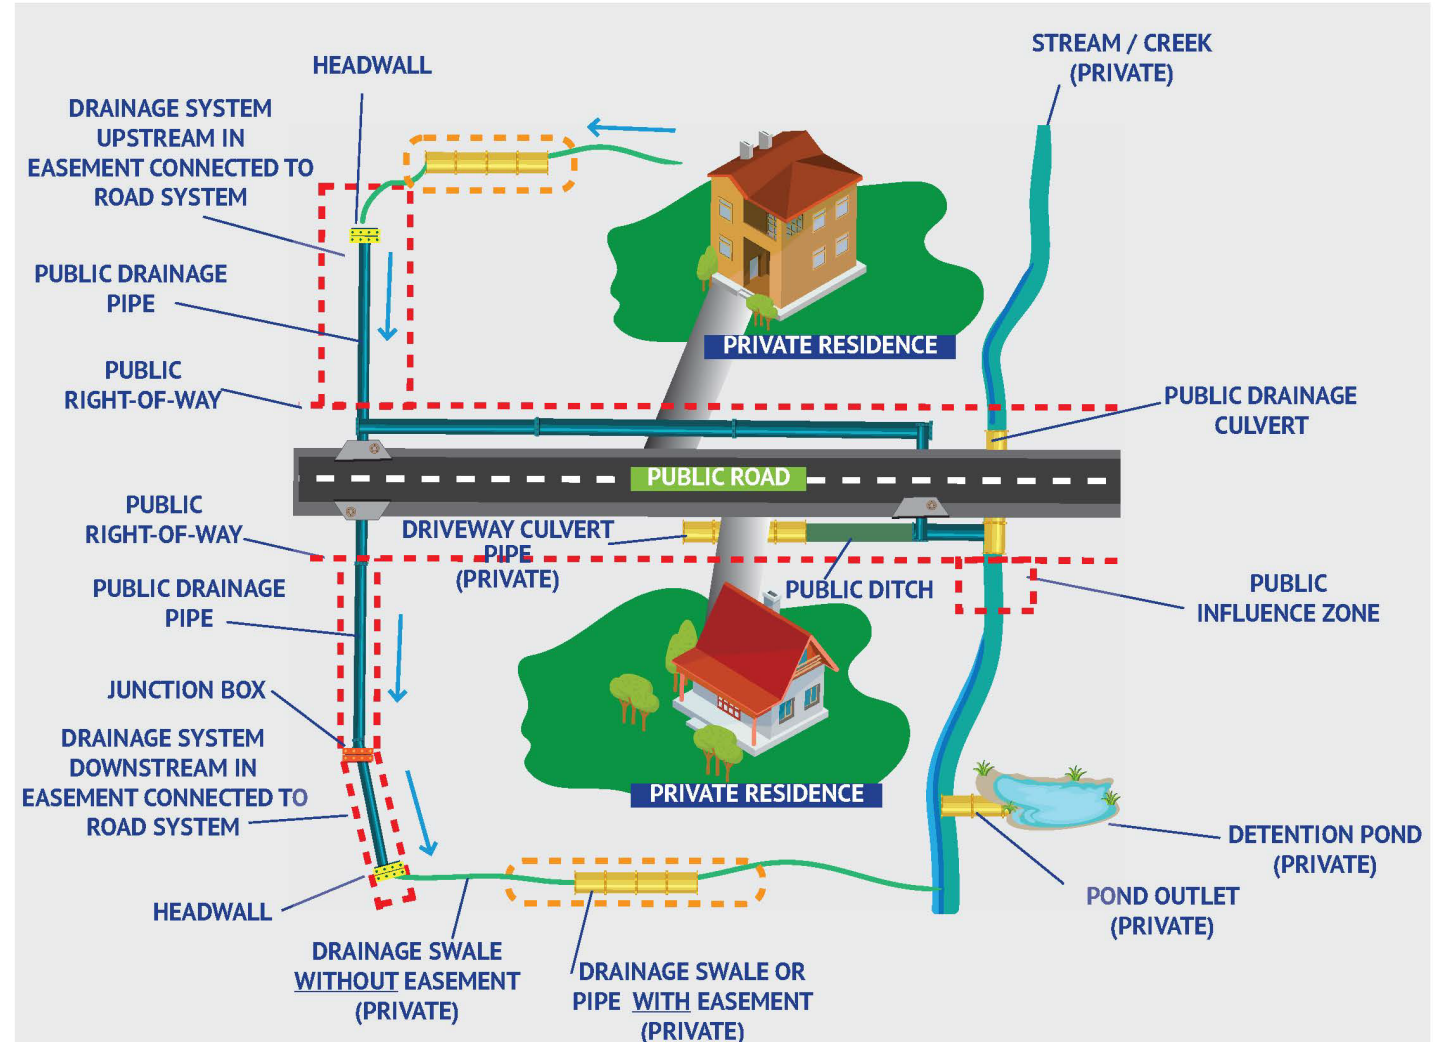 HEADWALL
STREAM / CREEK
(PRIVATE)
DRAINAGE SYSTEM
UPSTREAM IN
EASEMENT CONNECTED TO
ROAD SYSTEM
PUBLIC DRAINAGE
PIPE
PRIVATE RESIDENCE
PUBLIC
RIGHT-OF-WAY
PUBLIC DRAINAGE
CULVERT
PUBLIC ROAD
PUBLIC
RIGHT-OF-WAY
DRIVEWAY CULVERT
PIPE
(PRIVATE)
PUBLIC DITCH
PUBLIC
INFLUENCE ZONE
PUBLIC DRAINAGE
PIPE
JUNCTION BOX
DRAINAGE SYSTEM
DOWNSTREAM IN
EASEMENT CONNECTED TO
ROAD SYSTEM
PRIVATE RESIDENCE
DETENTION POND
(PRIVATE)
POND OUTLET
(PRIVATE)
HEADWALL
DRAINAGE SWALE
WITHOUT EASEMENT
(PRIVATE)
DRAINAGE SWALE OR
PIPE WITH EASEMENT
(PRIVATE)